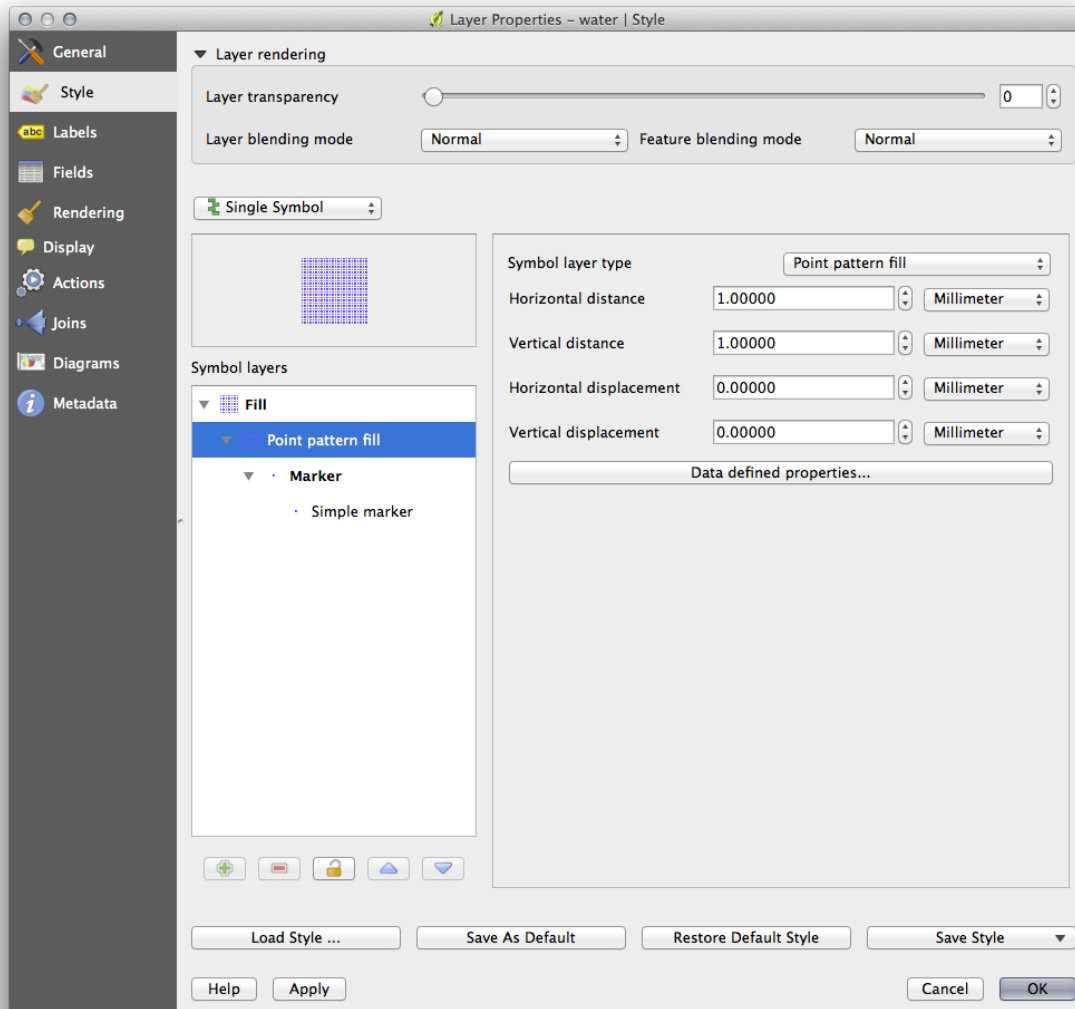 Layer Properties – water | Style
General
Style
abc Labels
Fields
Rendering
Display
Actions
Joins
Diagrams
i Metadata
Layer rendering
Layer transparency 0
Layer blending mode Normal Feature blending mode Normal
Single Symbol
Symbol layers
Fill
Point pattern fill
Marker
Simple marker
Symbol layer type Point pattern fill
Horizontal distance 1.00000 Millimeter
Vertical distance 1.00000 Millimeter
Horizontal displacement 0.00000 Millimeter
Vertical displacement 0.00000 Millimeter
Data defined properties...
Load Style ... Save As Default Restore Default Style Save Style
Help Apply Cancel OK